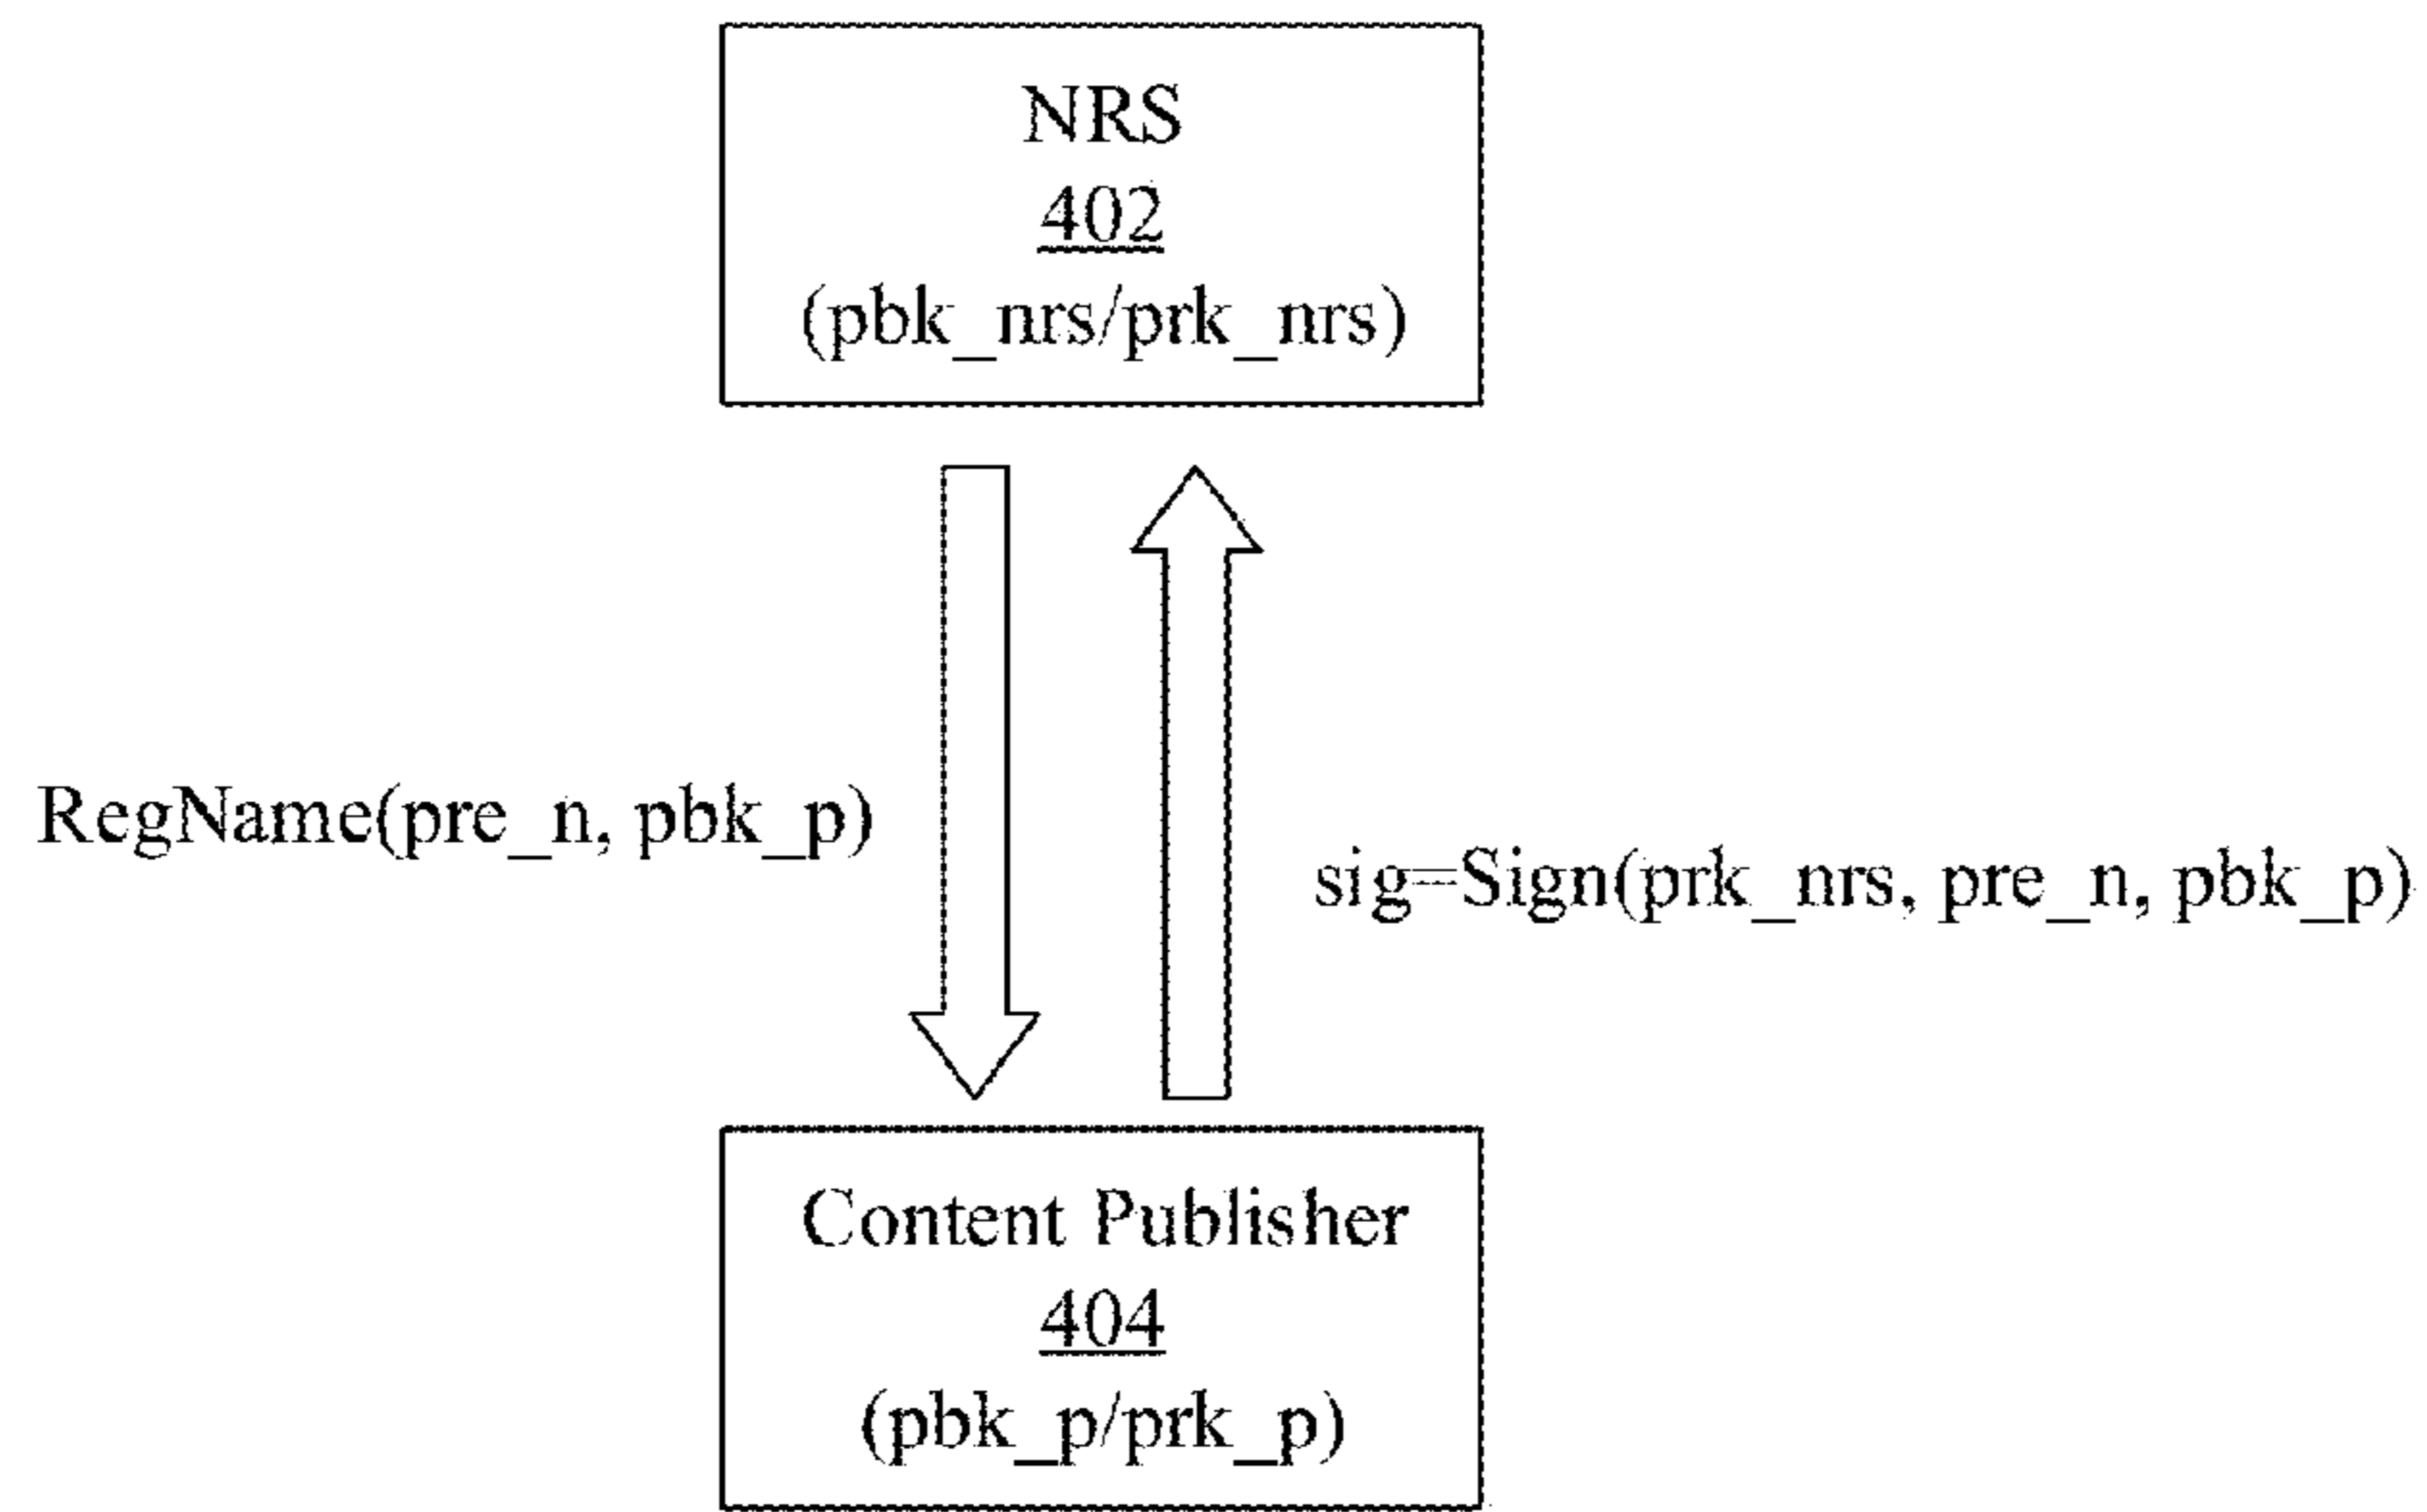 NRS
402
(pbk_nrs/prk_nrs)
RegName(pre_n, pbk_p)
sig=Sign(prk_nrs, pre_n, pbk_p)
Content Publisher
404
(pbk_p/prk_p)